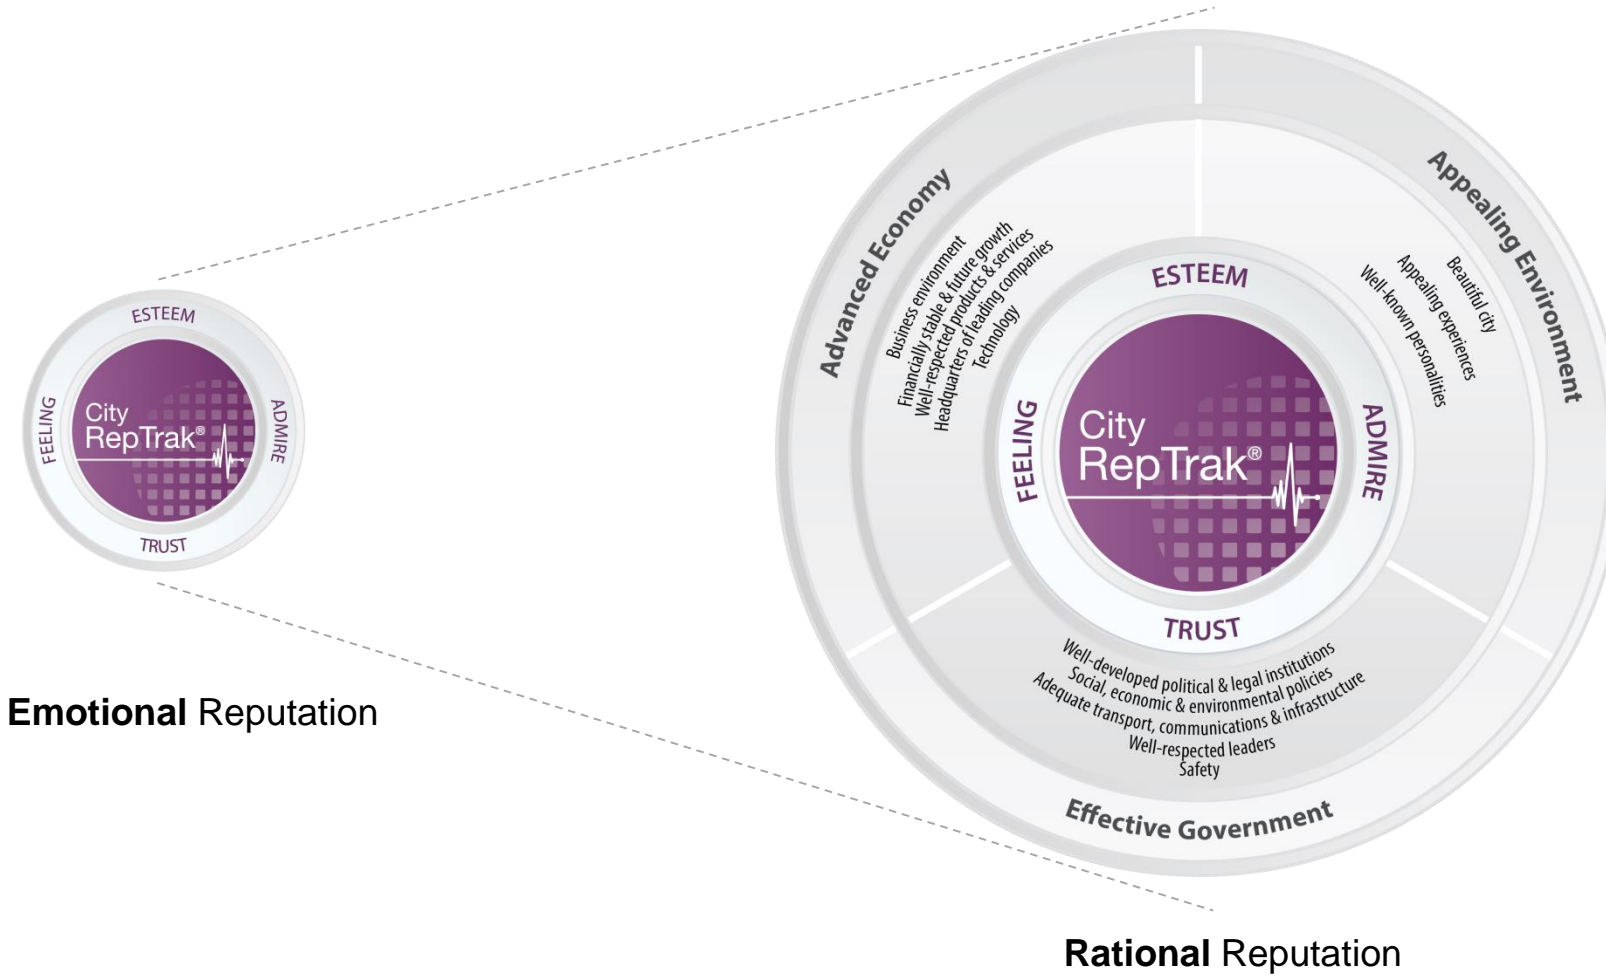 ESTEEM
FEELING
City
RepTrak®
ADMIRE
TRUST
Emotional Reputation
Advanced Economy
Business environment
Financially stable & future growth
Well-respected products & services
Headquarters of leading companies
Technology
Appealing Environment
Beautiful city
Appealing experiences
Well-known personalities
ESTEEM
FEELING
City
RepTrak®
ADMIRE
TRUST
Well-developed political & legal institutions
Social, economic & environmental policies
Adequate transport, communications & infrastructure
Well-respected leaders
Safety
Effective Government
Rational Reputation